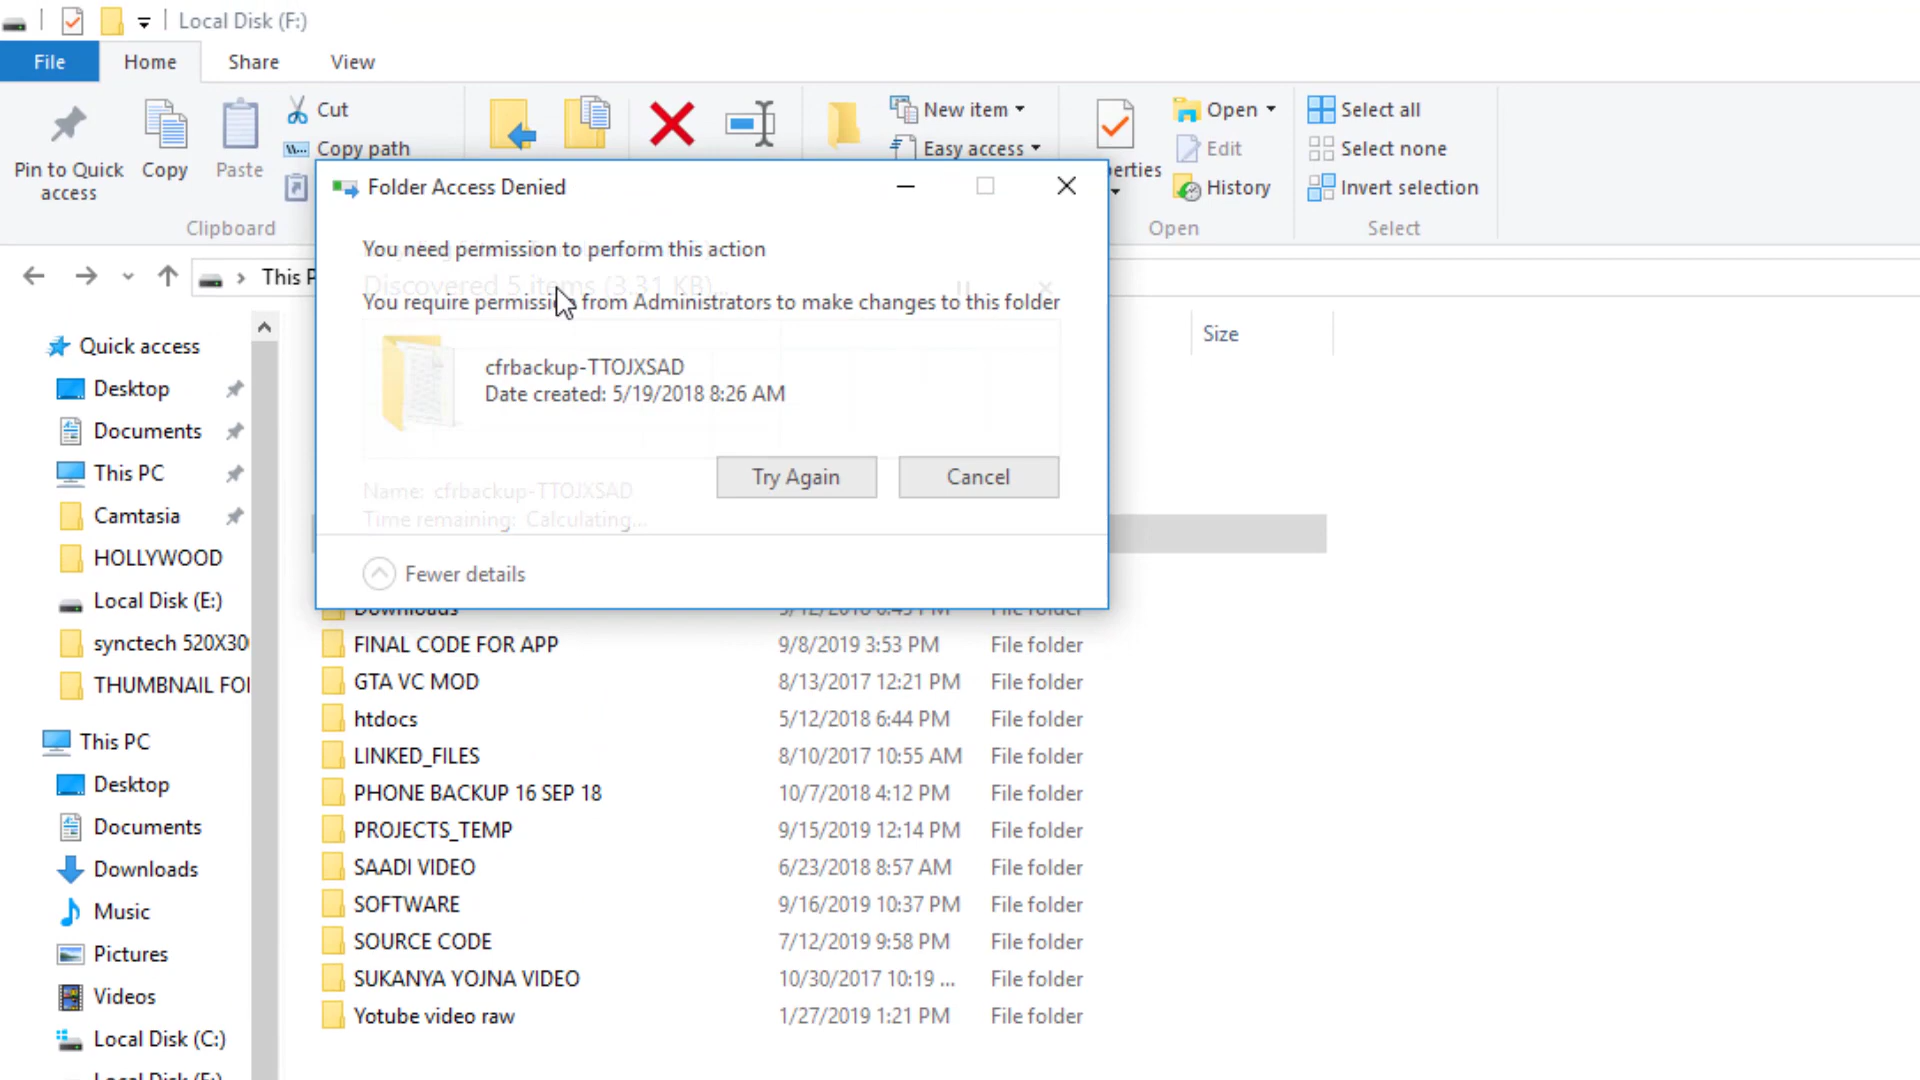 Local Disk (F:)
File
Home
Share
View
Pin to Quick
access
Copy
Paste
Cut
Copy path
New item
Easy access
erties
Open
Edit
History
Select all
Select none
Invert selection
Clipboard
Open
Select
This P
Folder Access Denied
You need permission to perform this action
Discovered 5 items (3.31 KB)...
You require permission from Administrators to make changes to this folder
cfrbackup-TTOJXSAD
Date created: 5/19/2018 8:26 AM
Try Again
Cancel
Name: cfrbackup-TTOJXSAD
Time remaining: Calculating...
Fewer details
Size
Quick access
Desktop
Documents
This PC
Camtasia
HOLLYWOOD
Local Disk (E:)
synctech 520X30
THUMBNAIL FOI
This PC
Desktop
Documents
Downloads
Music
Pictures
Videos
Local Disk (C:)
Downloads
FINAL CODE FOR APP 9/8/2019 3:53 PM File folder
GTA VC MOD 8/13/2017 12:21 PM File folder
htdocs 5/12/2018 6:44 PM File folder
LINKED_FILES 8/10/2017 10:55 AM File folder
PHONE BACKUP 16 SEP 18 10/7/2018 4:12 PM File folder
PROJECTS_TEMP 9/15/2019 12:14 PM File folder
SAADI VIDEO 6/23/2018 8:57 AM File folder
SOFTWARE 9/16/2019 10:37 PM File folder
SOURCE CODE 7/12/2019 9:58 PM File folder
SUKANYA YOJNA VIDEO 10/30/2017 10:19 ... File folder
Yotube video raw 1/27/2019 1:21 PM File folder